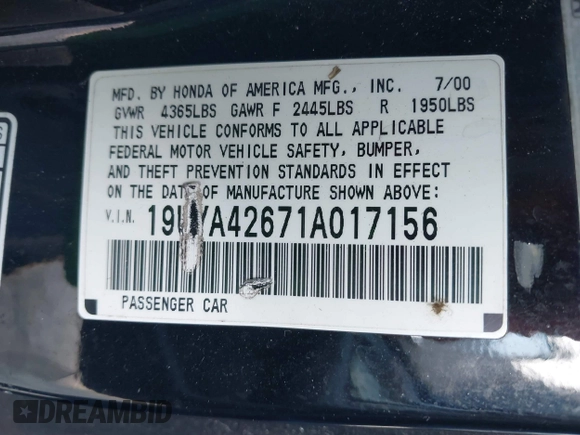 MFD. BY HONDA OF AMERICA MFG., INC. 7/00
GVWR 4365LBS GAWR F 2445LBS R 1950LBS
THIS VEHICLE CONFORMS TO ALL APPLICABLE
FEDERAL MOTOR VEHICLE SAFETY, BUMPER,
AND THEFT PREVENTION STANDARDS IN EFFECT
ON THE DATE OF MANUFACTURE SHOWN ABOVE:
V.I.N. 19UYA42671A017156
PASSENGER CAR
DREAMBID